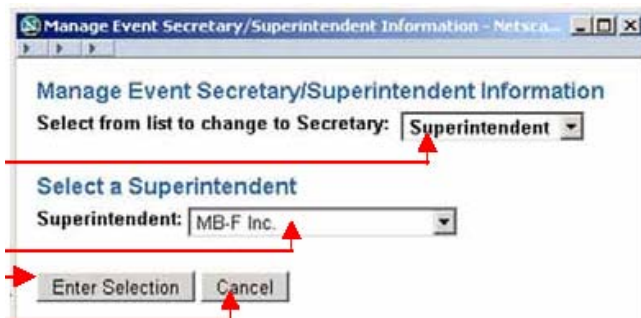 Manage Event Secretary/Superintendent Information - Netsca...
Manage Event Secretary/Superintendent Information
Select from list to change to Secretary: Superintendent
Select a Superintendent
Superintendent: MB-F Inc.
Enter Selection Cancel